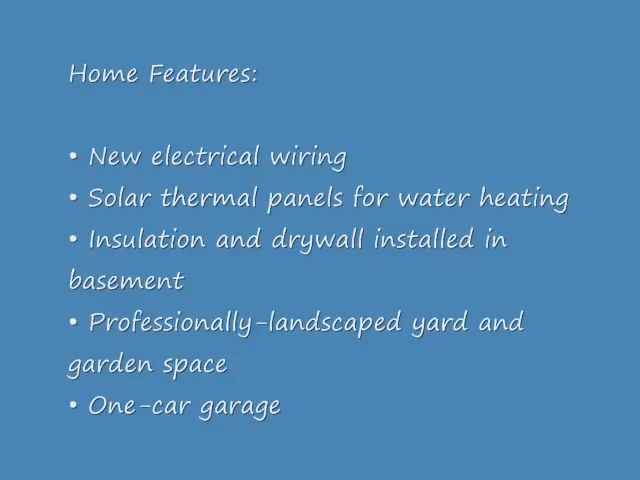 Home Features:
• New electrical wiring
• Solar thermal panels for water heating
• Insulation and drywall installed in
basement
• Professionally-landscaped yard and
garden space
• One-car garage